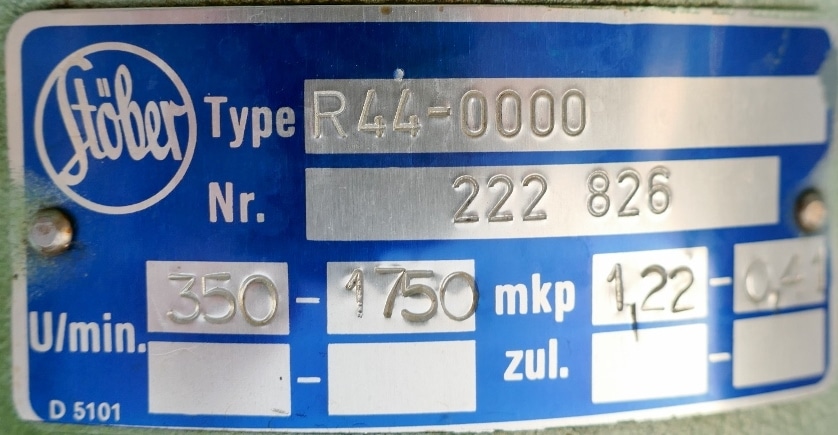 Stöber
Type R44-0000
Nr. 222 826
U/min. 350 - 1750 mkp 1,22 - 0,41
- zul. -
D 5101